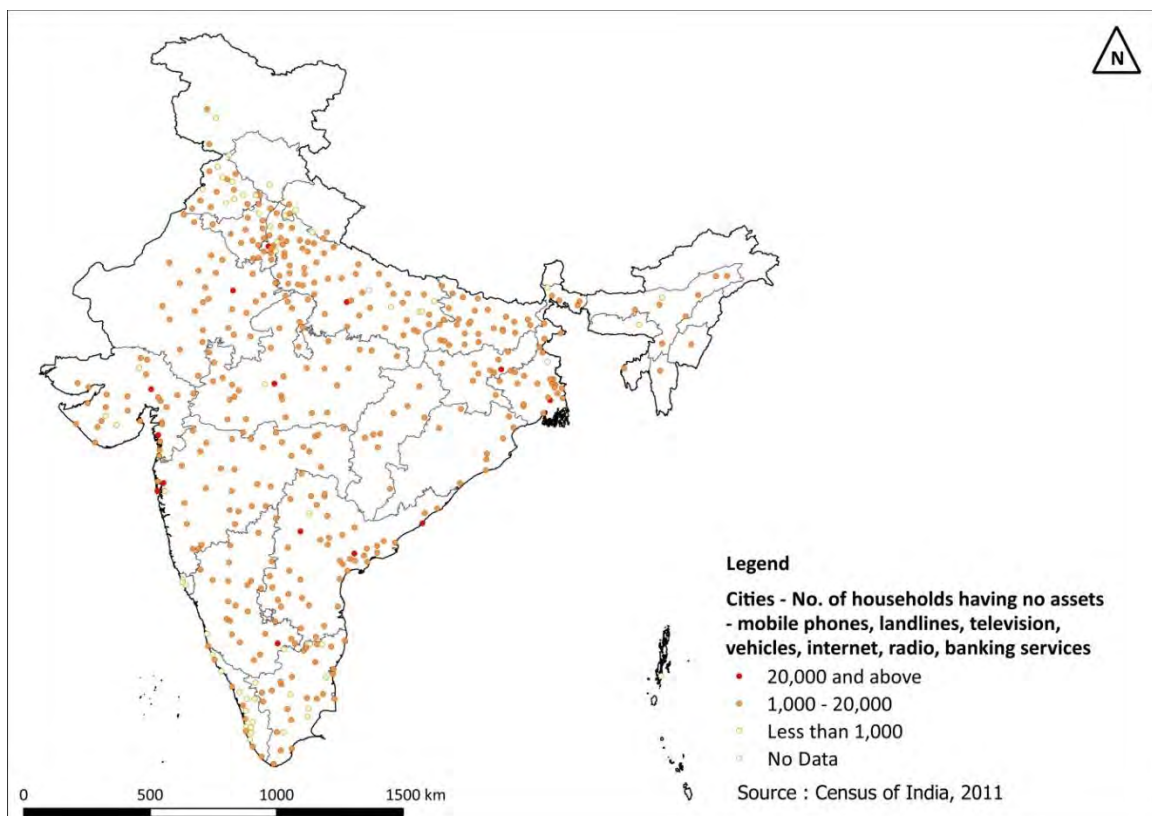 N
Legend
Cities - No. of households having no assets
- mobile phones, landlines, television,
vehicles, internet, radio, banking services
20,000 and above
1,000 - 20,000
Less than 1,000
No Data
0 500 1000 1500 km
Source : Census of India, 2011